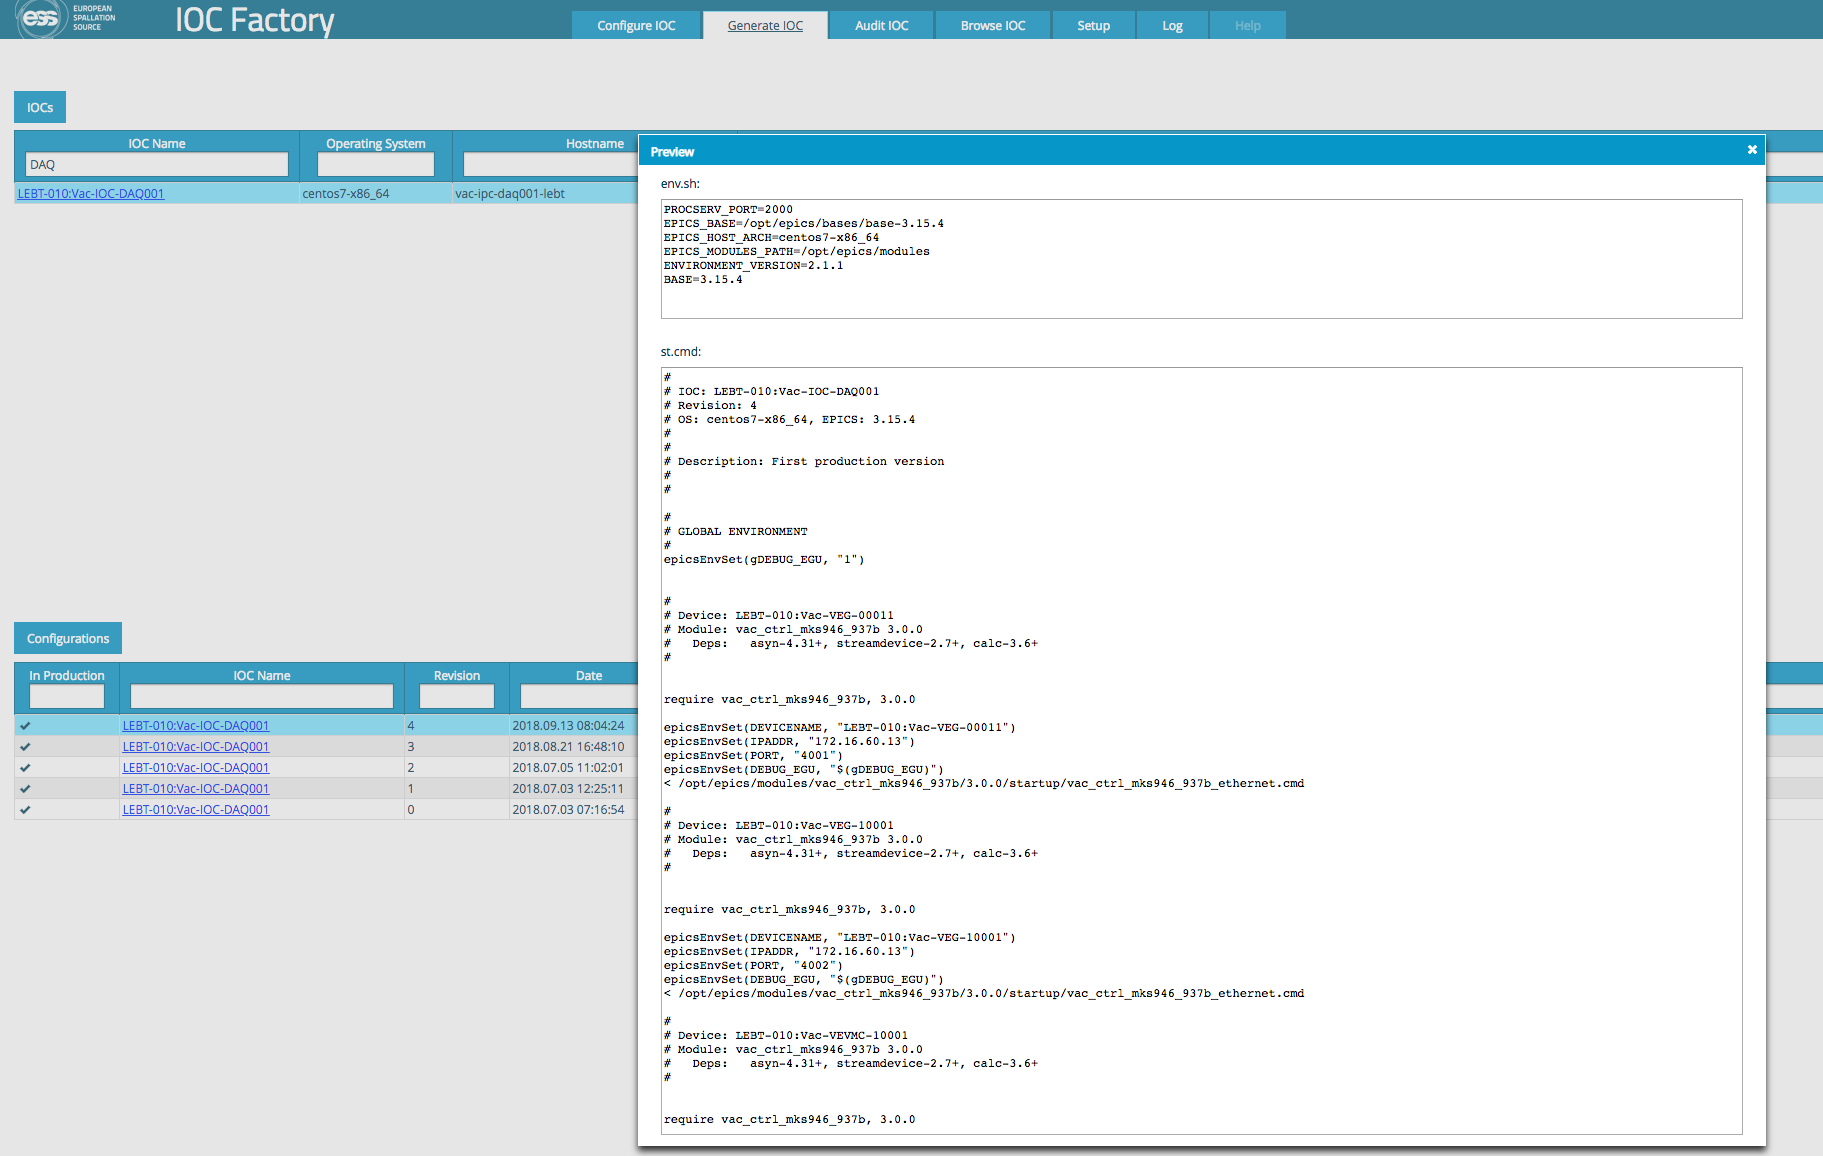 ess
EUROPEAN
SPALLATION
SOURCE
IOC Factory
Configure IOC
Generate IOC
Audit IOC
Browse IOC
Setup
Log
Help
IOCs
IOC Name
Operating System
Hostname
DAQ
LEBT-010:Vac-IOC-DAQ001
centos7-x86_64
vac-ipc-daq001-lebt
Configurations
In Production
IOC Name
Revision
Date
LEBT-010:Vac-IOC-DAQ001
4
2018.09.13 08:04:24
LEBT-010:Vac-IOC-DAQ001
3
2018.08.21 16:48:10
LEBT-010:Vac-IOC-DAQ001
2
2018.07.05 11:02:01
LEBT-010:Vac-IOC-DAQ001
1
2018.07.03 12:25:11
LEBT-010:Vac-IOC-DAQ001
0
2018.07.03 07:16:54
Preview
env.sh:
PROCSERV_PORT=2000
EPICS_BASE=/opt/epics/bases/base-3.15.4
EPICS_HOST_ARCH=centos7-x86_64
EPICS_MODULES_PATH=/opt/epics/modules
ENVIRONMENT_VERSION=2.1.1
BASE=3.15.4
st.cmd:
#
# IOC: LEBT-010:Vac-IOC-DAQ001
# Revision: 4
# OS: centos7-x86_64, EPICS: 3.15.4
#
#
# Description: First production version
#
#
#
# GLOBAL ENVIRONMENT
#
epicsEnvSet(gDEBUG_EGU, "1")
#
# Device: LEBT-010:Vac-VEG-00011
# Module: vac_ctrl_mks946_937b 3.0.0
#   Deps:   asyn-4.31+, streamdevice-2.7+, calc-3.6+
#
require vac_ctrl_mks946_937b, 3.0.0
epicsEnvSet(DEVICENAME, "LEBT-010:Vac-VEG-00011")
epicsEnvSet(IPADDR, "172.16.60.13")
epicsEnvSet(PORT, "4001")
epicsEnvSet(DEBUG_EGU, "$(gDEBUG_EGU)")
< /opt/epics/modules/vac_ctrl_mks946_937b/3.0.0/startup/vac_ctrl_mks946_937b_ethernet.cmd
#
# Device: LEBT-010:Vac-VEG-10001
# Module: vac_ctrl_mks946_937b 3.0.0
#   Deps:   asyn-4.31+, streamdevice-2.7+, calc-3.6+
#
require vac_ctrl_mks946_937b, 3.0.0
epicsEnvSet(DEVICENAME, "LEBT-010:Vac-VEG-10001")
epicsEnvSet(IPADDR, "172.16.60.13")
epicsEnvSet(PORT, "4002")
epicsEnvSet(DEBUG_EGU, "$(gDEBUG_EGU)")
< /opt/epics/modules/vac_ctrl_mks946_937b/3.0.0/startup/vac_ctrl_mks946_937b_ethernet.cmd
#
# Device: LEBT-010:Vac-VEVMC-10001
# Module: vac_ctrl_mks946_937b 3.0.0
#   Deps:   asyn-4.31+, streamdevice-2.7+, calc-3.6+
#
require vac_ctrl_mks946_937b, 3.0.0